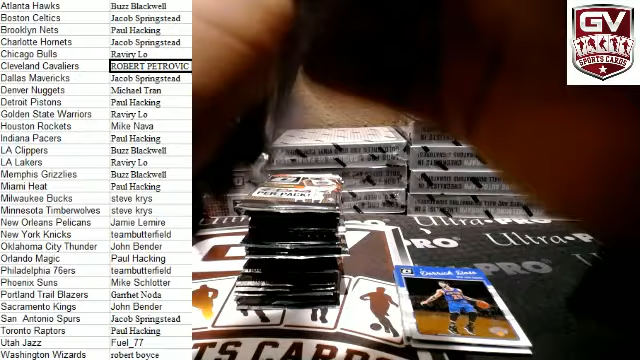 Atlanta Hawks Buzz Blackwell
Boston Celtics Jacob Springstead
Brooklyn Nets Paul Hacking
Charlotte Hornets Jacob Springstead
Chicago Bulls Raviry Lo
Cleveland Cavaliers ROBERT PETROVIC
Dallas Mavericks Jacob Springstead
Denver Nuggets Michael Tran
Detroit Pistons Paul Hacking
Golden State Warriors Raviry Lo
Houston Rockets Mike Nava
Indiana Pacers Paul Hacking
LA Clippers Buzz Blackwell
LA Lakers Raviry Lo
Memphis Grizzlies Buzz Blackwell
Miami Heat Paul Hacking
Milwaukee Bucks steve krys
Minnesota Timberwolves steve krys
New Orleans Pelicans Jamie Lemire
New York Knicks teambutterfield
Oklahoma City Thunder John Bender
Orlando Magic Paul Hacking
Philadelphia 76ers teambutterfield
Phoenix Suns Mike Schlotter
Portland Trail Blazers Garrhet Noda
Sacramento Kings John Bender
San Antonio Spurs Jacob Springstead
Toronto Raptors Paul Hacking
Utah Jazz Fuel_77
Washington Wizards robert boyce
GV
SPORTS CARDS
PER PACK!
Ultra
PRO
Ultra-P
PRO
Derrick Rose
TS CARDS